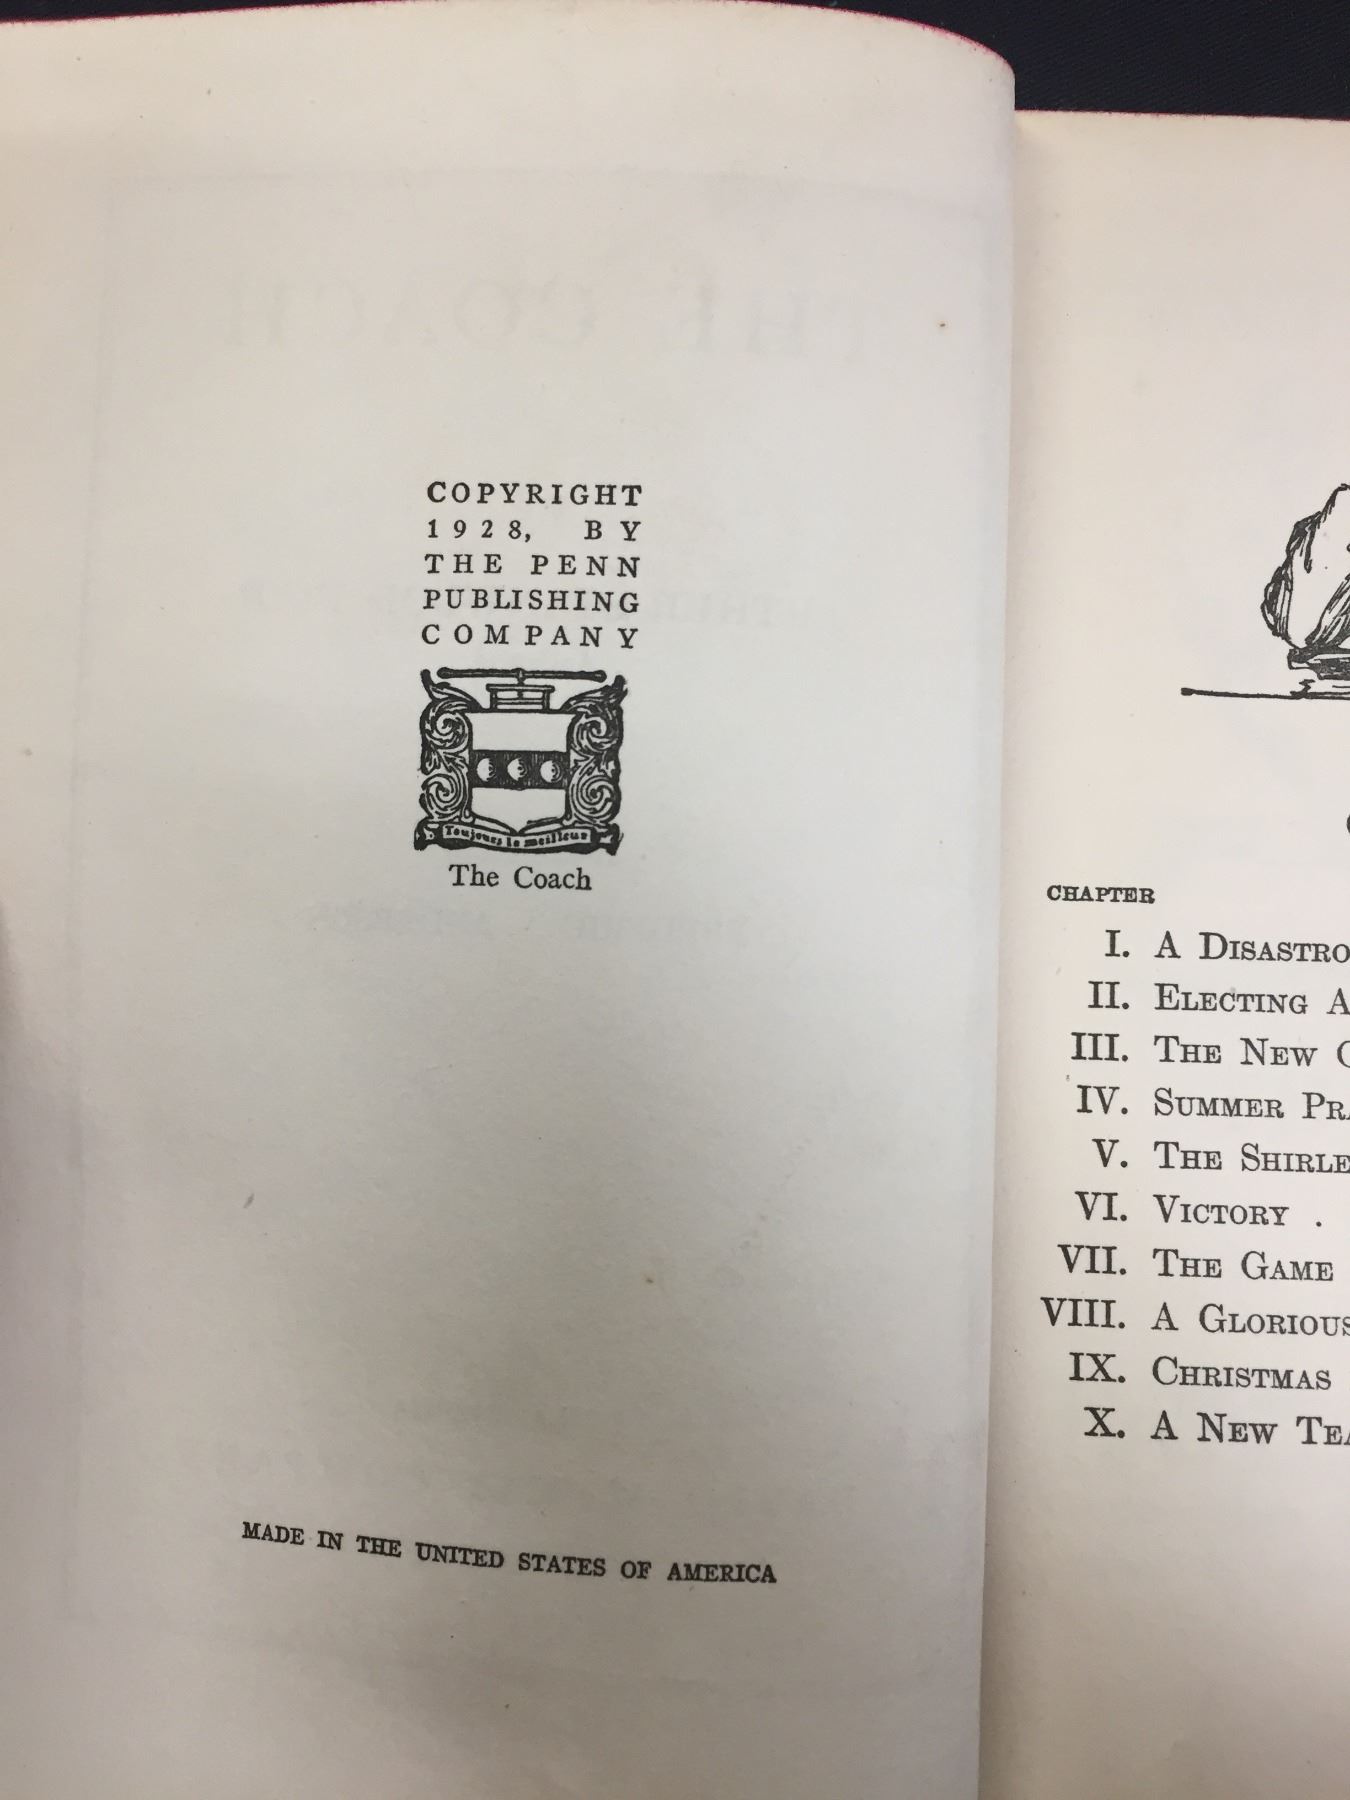 COPYRIGHT
1928, BY
THE PENN
PUBLISHING
COMPANY
Toujours le meilleur
The Coach
MADE IN THE UNITED STATES OF AMERICA
CHAPTER
I. A DISASTRO
II. ELECTING A
III. THE NEW
IV. SUMMER PRA
V. THE SHIRLE
VI. VICTORY .
VII. THE GAME
VIII. A GLORIOUS
IX. CHRISTMAS
X. A NEW TEA